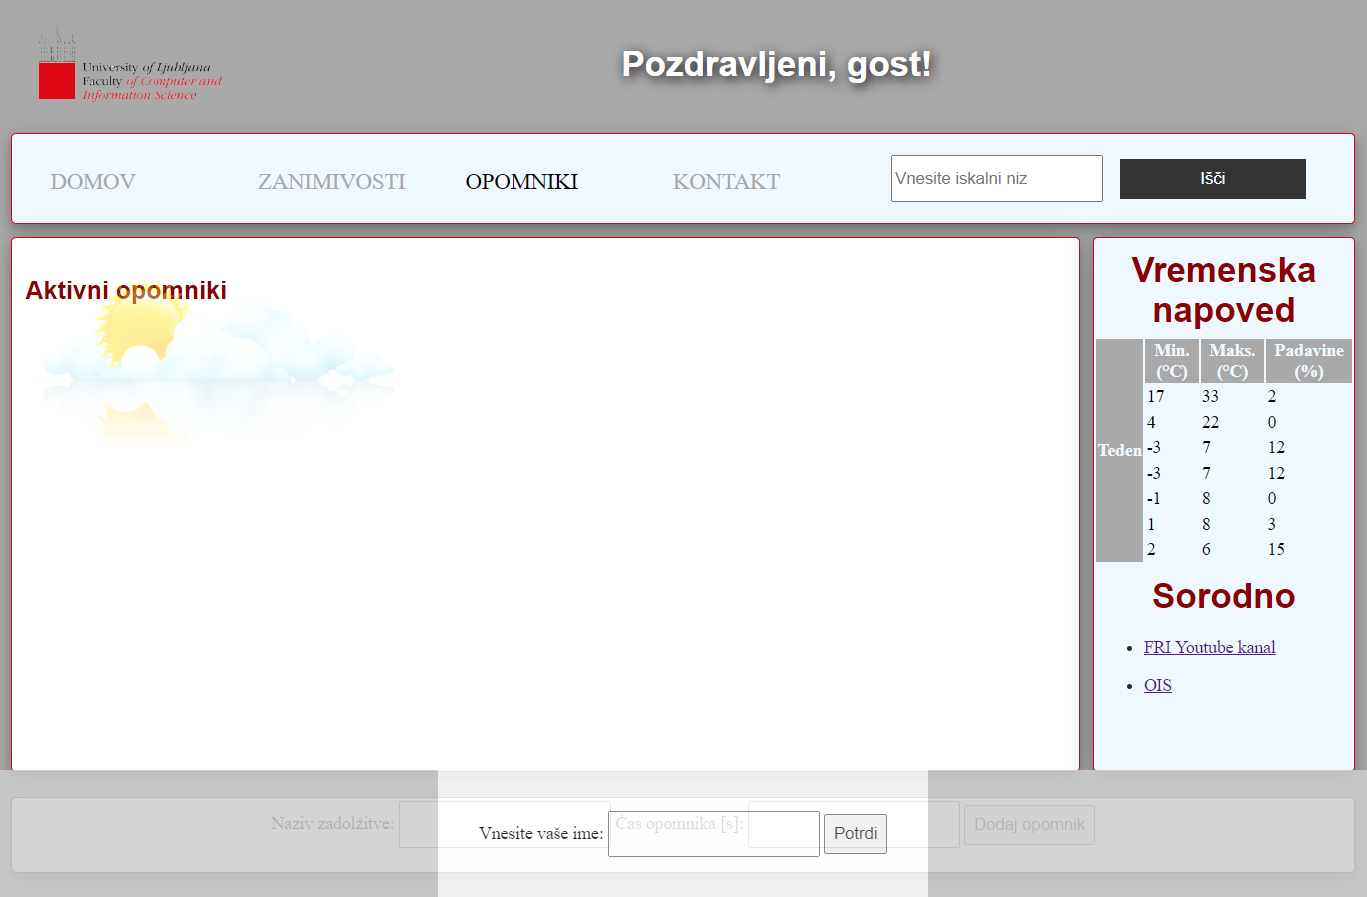 University of Ljubljana
Faculty of Computer and
Information Science
Pozdravljeni, gost!
DOMOV ZANIMIVOSTI OPOMNIKI KONTAKT Vnesite iskalni niz Išči
Aktivni opomniki
Vremenska
napoved
Min. (°C) Maks. (°C) Padavine (%)
Teden
17 33 2
4 22 0
-3 7 12
-3 7 12
-1 8 0
1 8 3
2 6 15
Sorodno
FRI Youtube kanal
OIS
Naziv zadolžitve: Čas opomnika [s]: Dodaj opomnik
Vnesite vaše ime: Potrdi